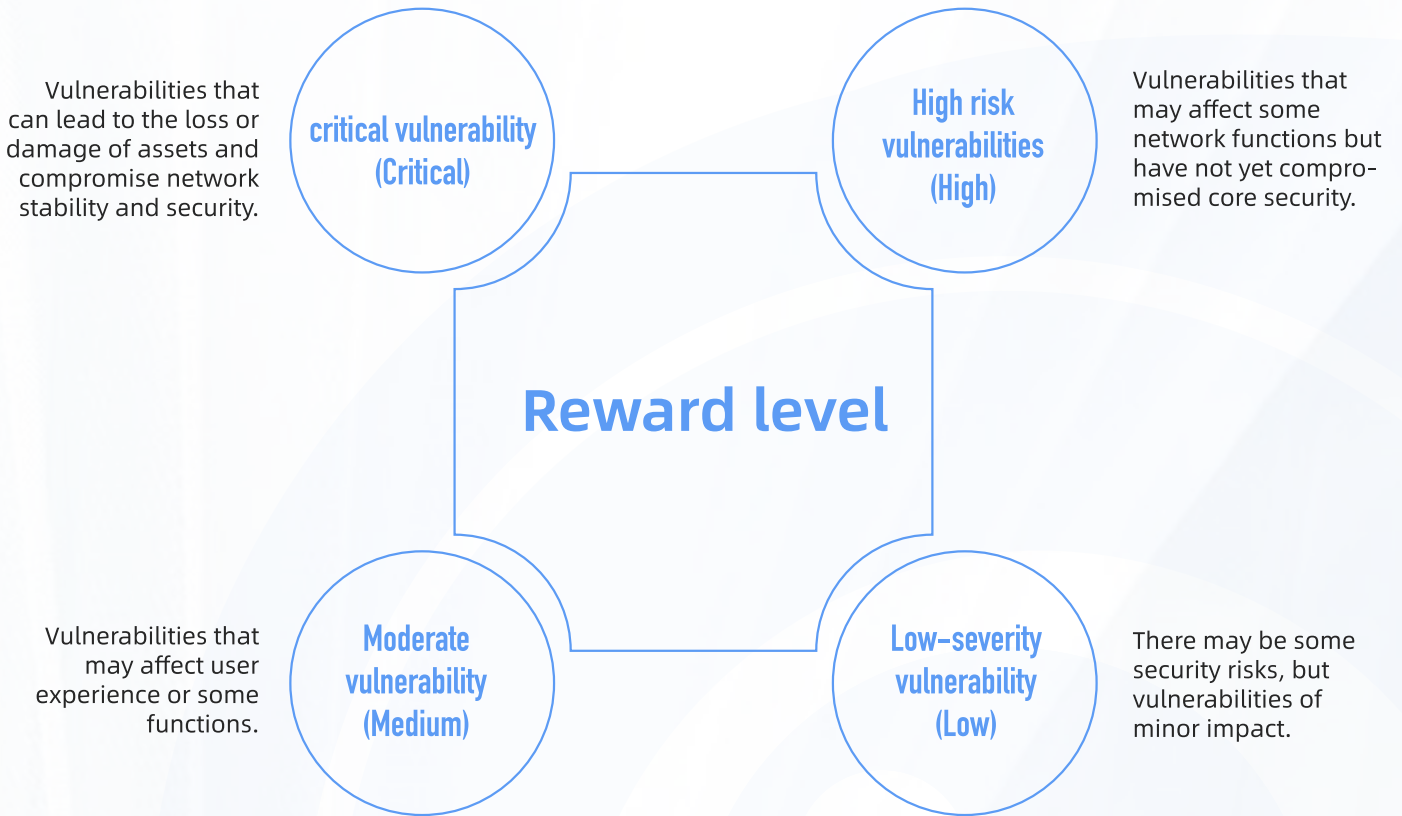 Vulnerabilities that
can lead to the loss or
damage of assets and
compromise network
stability and security.
critical vulnerability
(Critical)
High risk
vulnerabilities
(High)
Vulnerabilities that
may affect some
network functions but
have not yet compro-
mised core security.
Reward level
Vulnerabilities that
may affect user
experience or some
functions.
Moderate
vulnerability
(Medium)
Low-severity
vulnerability
(Low)
There may be some
security risks, but
vulnerabilities of
minor impact.